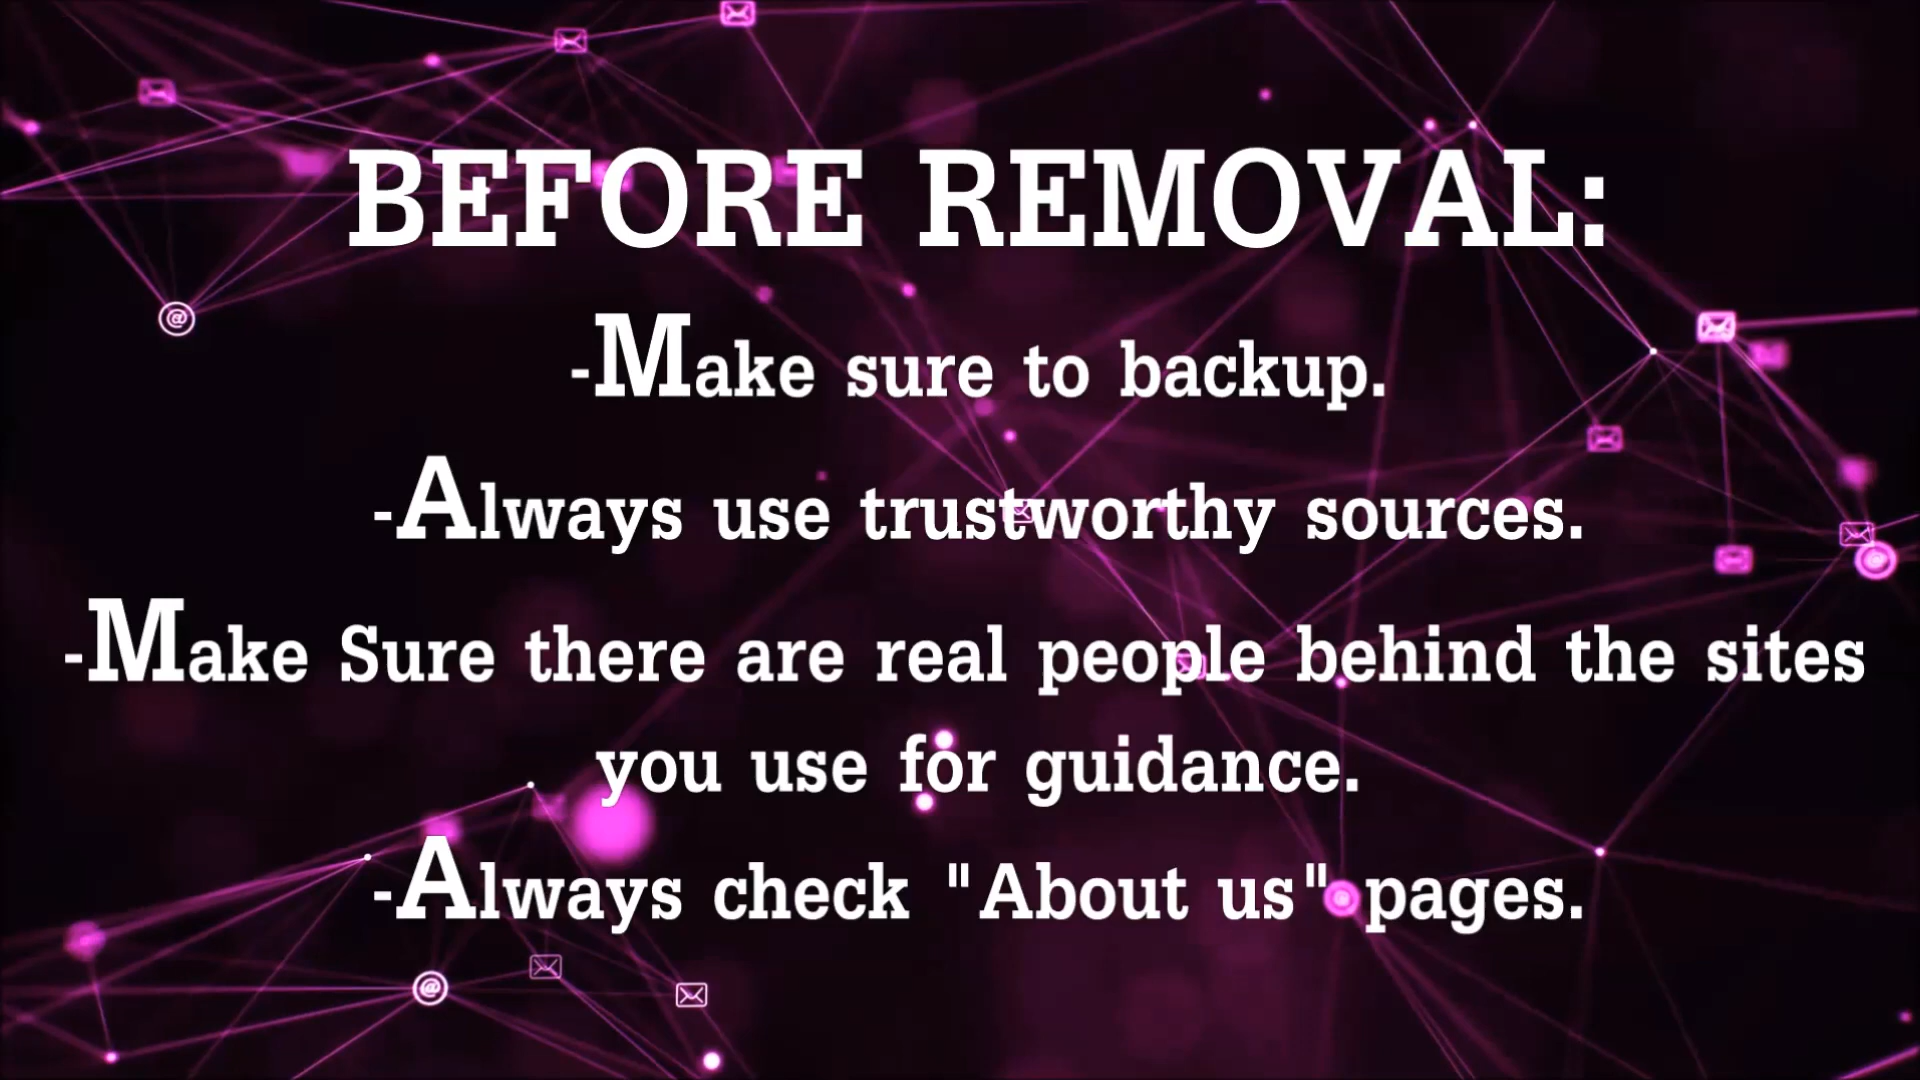 BEFORE REMOVAL:
-Make sure to backup.
-Always use trustworthy sources.
-Make Sure there are real people behind the sites
you use for guidance.
-Always check "About us" pages.